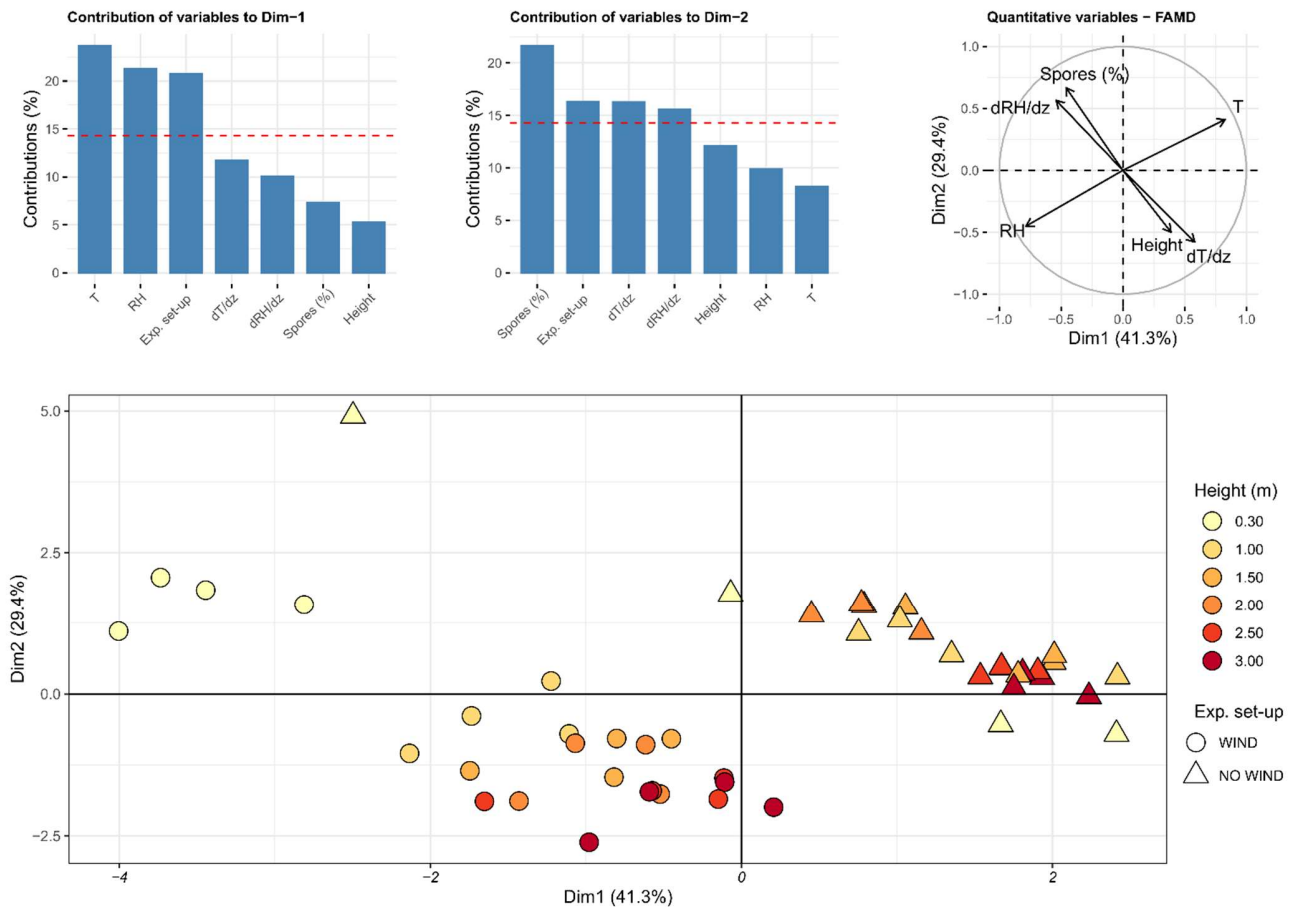 Contribution of variables to Dim−1
Contributions (%)
20
15
10
5
0
T
RH
Exp. set-up
dT/dz
dRH/dz
Spores (%)
Height
Contribution of variables to Dim−2
Contributions (%)
20
15
10
5
0
Spores (%)
Exp. set-up
dT/dz
dRH/dz
Height
RH
T
Quantitative variables − FAMD
Dim2 (29.4%)
1.0
0.5
0.0
−0.5
−1.0
Spores (%)
dRH/dz
T
RH
Height
dT/dz
−1.0
−0.5
0.0
0.5
1.0
Dim1 (41.3%)
Dim2 (29.4%)
5.0
2.5
0.0
−2.5
−4
−2
0
2
Dim1 (41.3%)
Height (m)
0.30
1.00
1.50
2.00
2.50
3.00
Exp. set-up
WIND
NO WIND